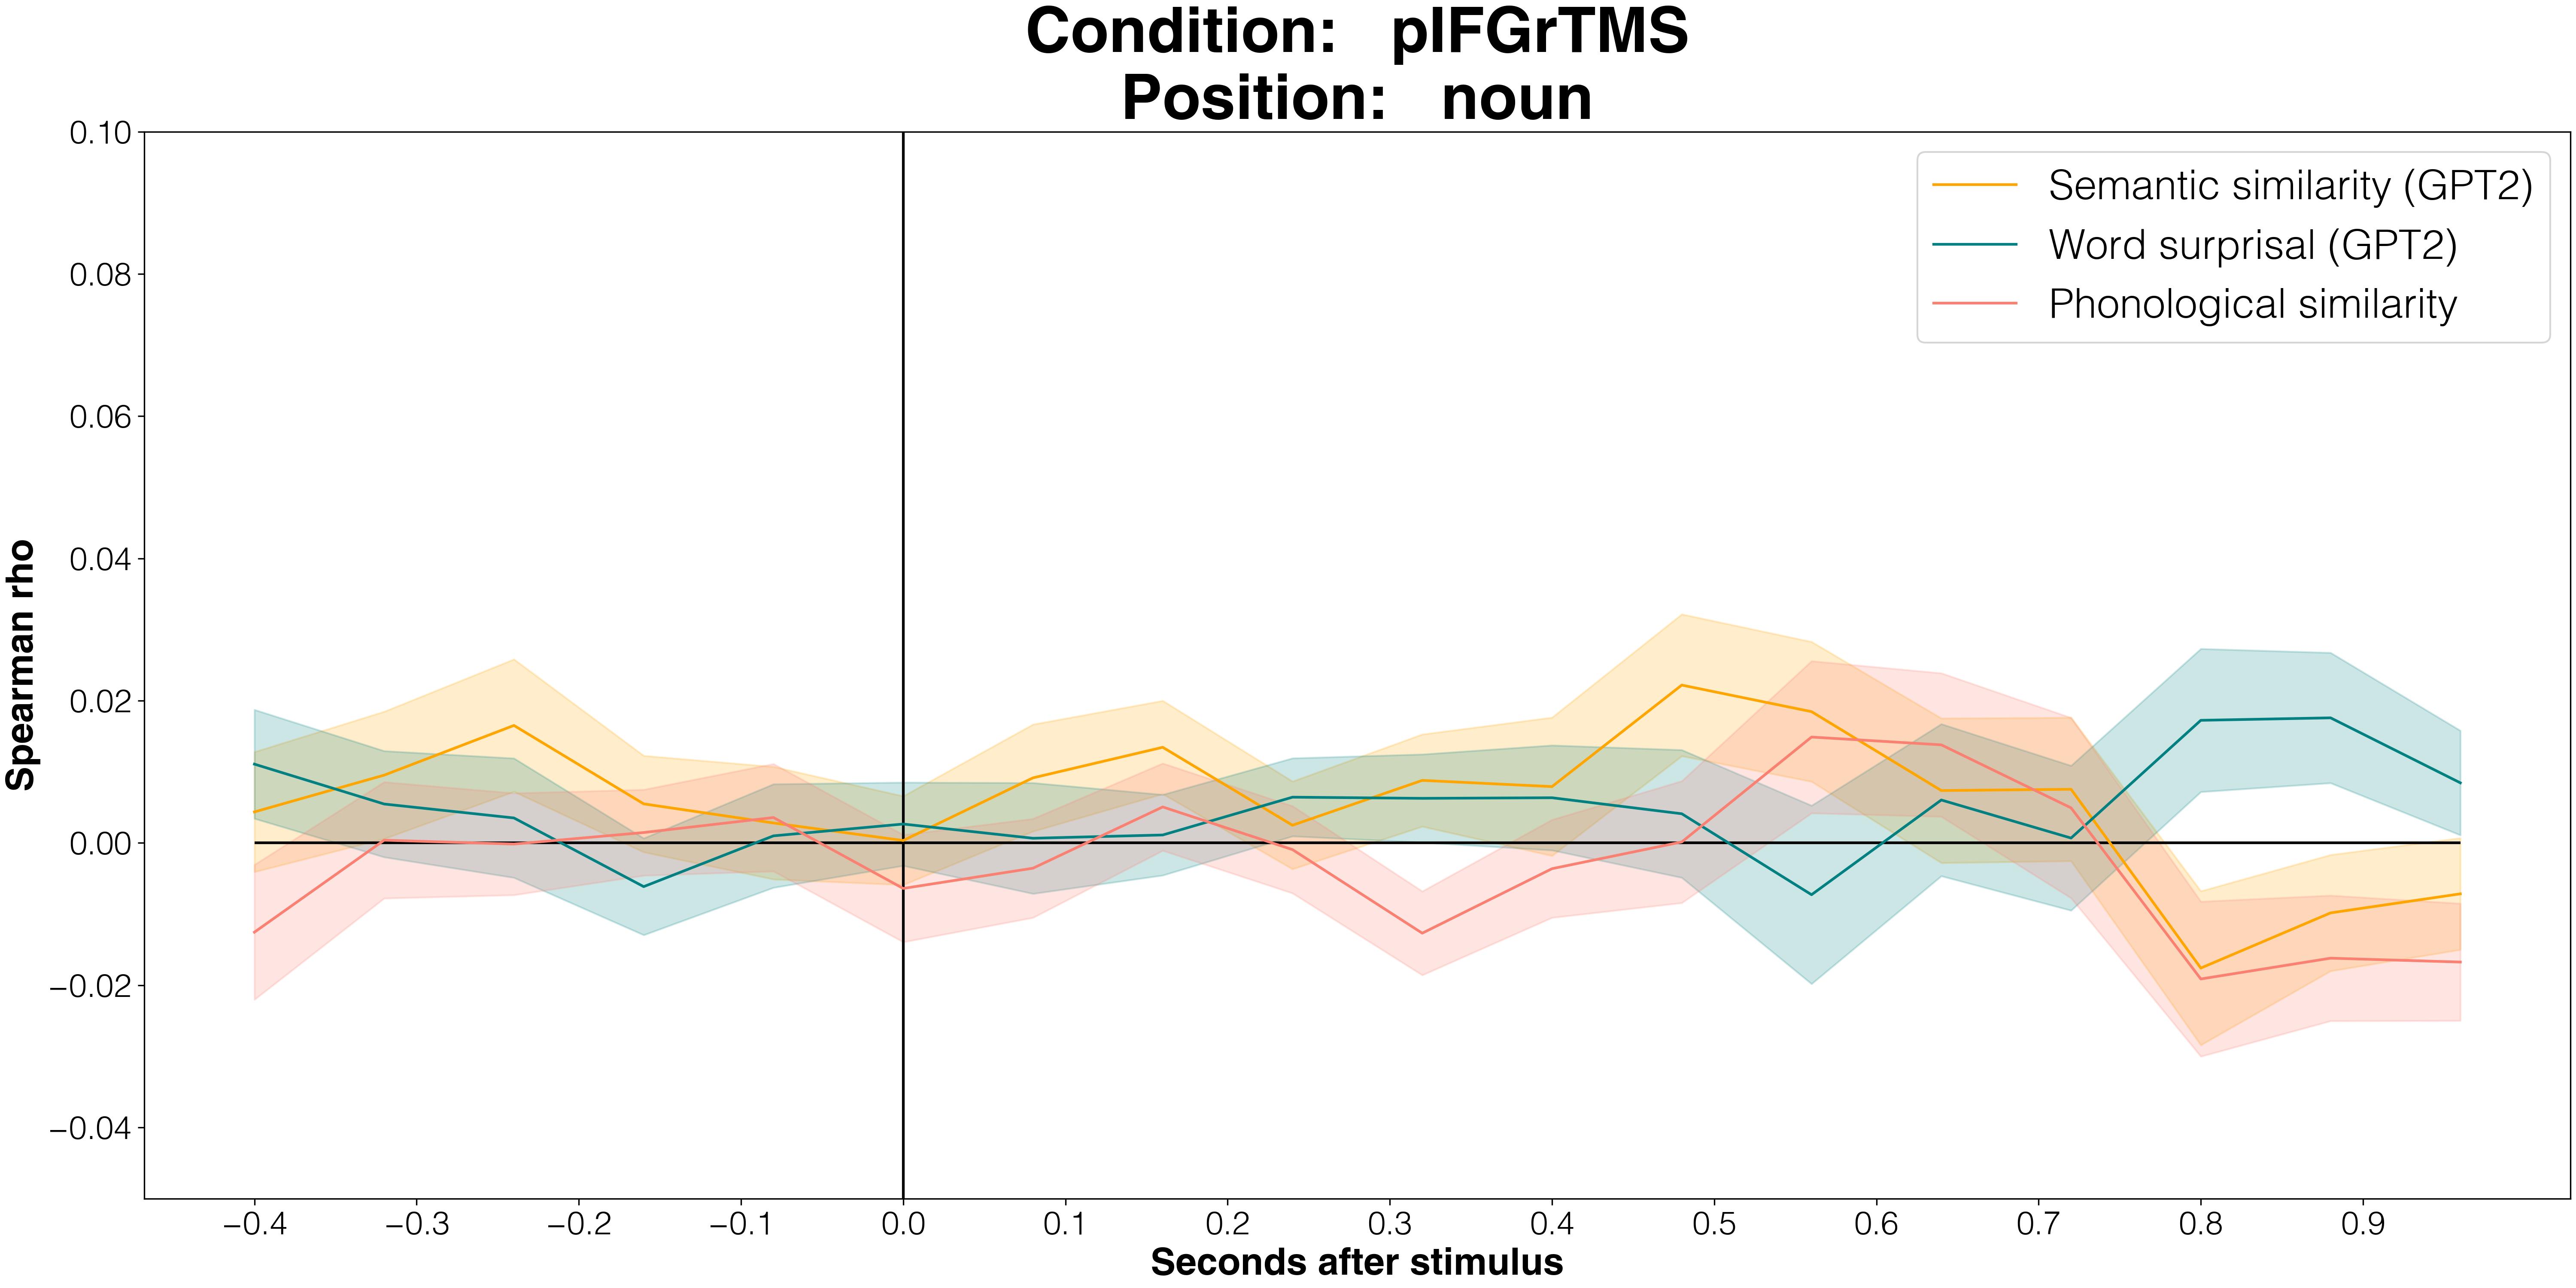 Condition:   pIFGrTMS
Position:   noun
Semantic similarity (GPT2)
Word surprisal (GPT2)
Phonological similarity
Spearman rho
0.10
0.08
0.06
0.04
0.02
0.00
−0.02
−0.04
−0.4 −0.3 −0.2 −0.1 0.0 0.1 0.2 0.3 0.4 0.5 0.6 0.7 0.8 0.9
Seconds after stimulus